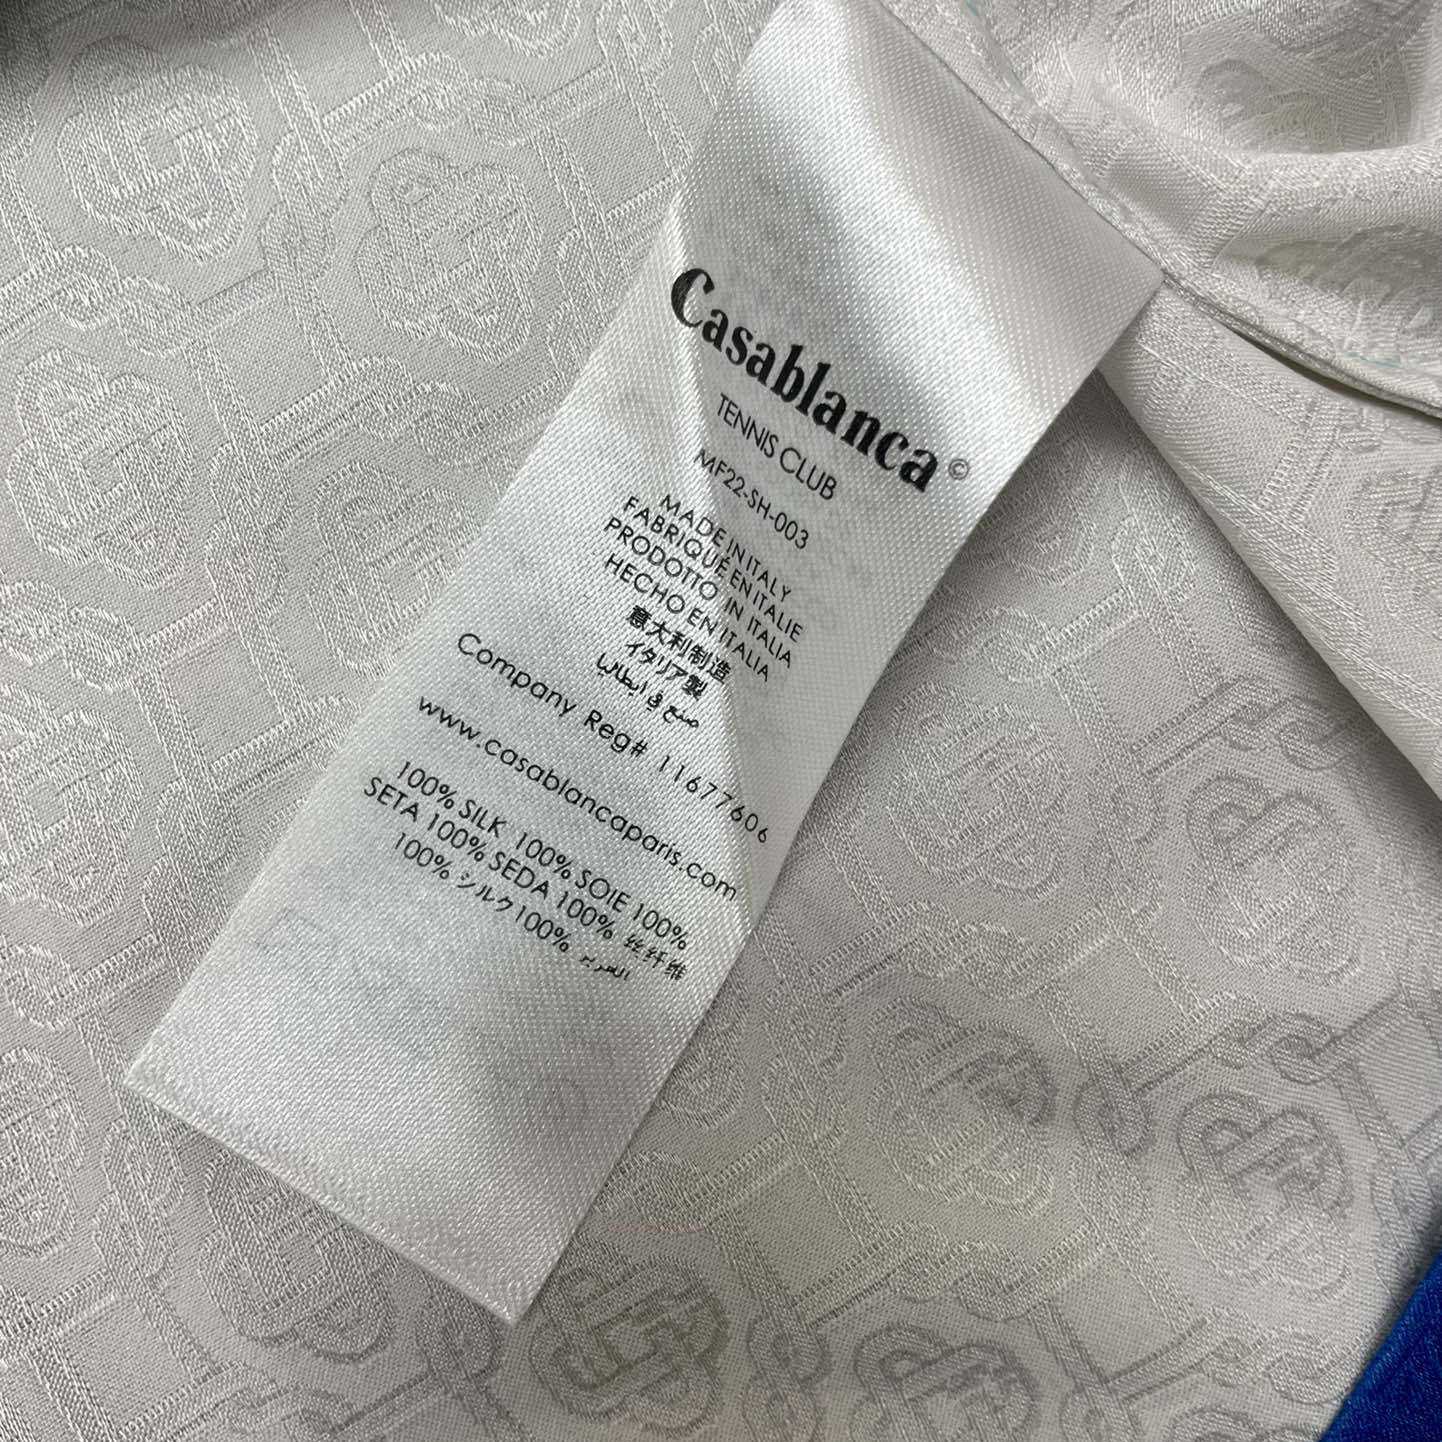 Casablanca©
TENNIS CLUB
MF22-SH-003
MADE IN ITALY
FABRIQUÉ EN ITALIE
PRODOTTO IN ITALIA
HECHO EN ITALIA
意大利制造
イタリア製
صنع في ايطاليا
Company Reg# 11677606
www.casablancaparis.com
100% SILK 100% SOIE 100%
SETA 100% SEDA 100% 丝纤维
100% シルク100% الحرير